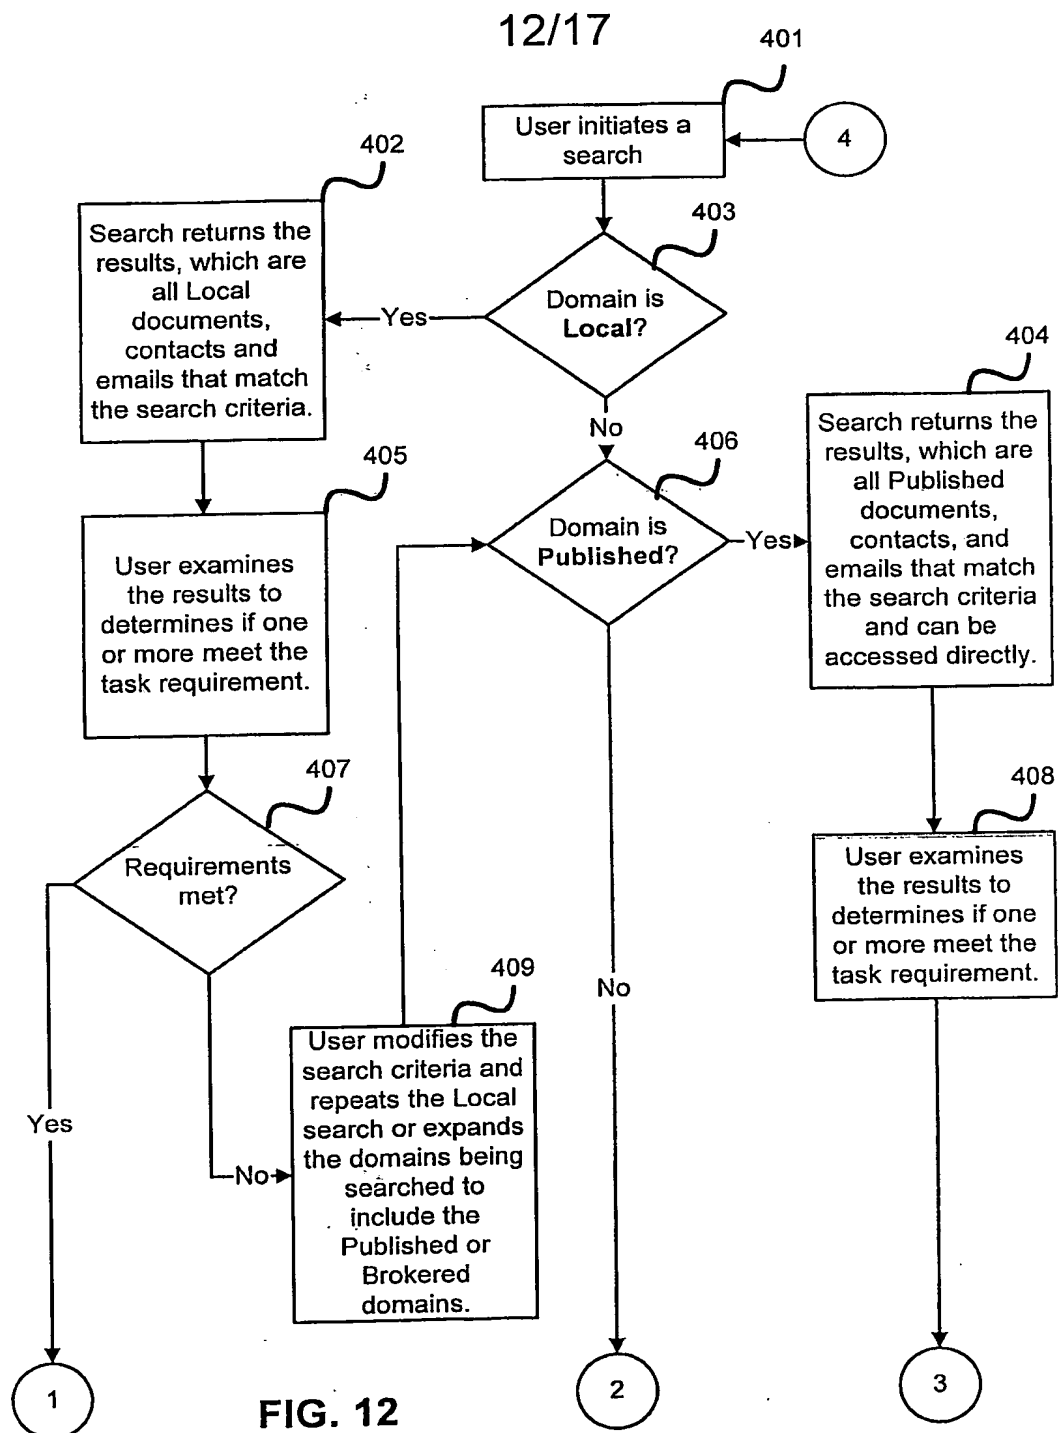 12/17
401
User initiates a
search
4
402
Search returns the
results, which are
all Local
documents,
contacts and
emails that match
the search criteria.
403
Domain is
Local?
Yes
No
404
Search returns the
results, which are
all Published
documents,
contacts, and
emails that match
the search criteria
and can be
accessed directly.
405
User examines
the results to
determines if one
or more meet the
task requirement.
406
Domain is
Published?
Yes
407
Requirements
met?
408
User examines
the results to
determines if one
or more meet the
task requirement.
No
409
User modifies the
search criteria and
repeats the Local
search or expands
the domains being
searched to
include the
Published or
Brokered
domains.
Yes
No
1
2
3
FIG. 12